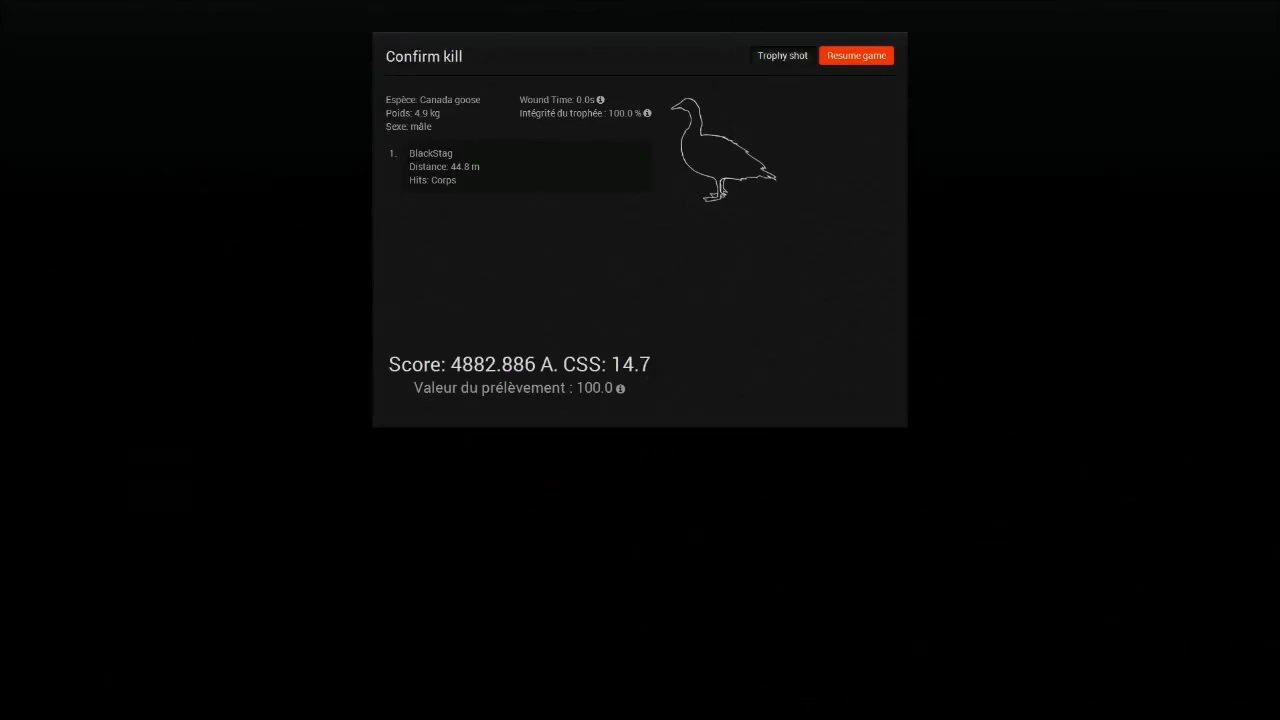 Confirm kill
Trophy shot
Resume game
Espèce: Canada goose
Poids: 4.9 kg
Sexe: mâle
Wound Time: 0.0s
Intégrité du trophée : 100.0 %
1. BlackStag
Distance: 44.8 m
Hits: Corps
Score: 4882.886 A. CSS: 14.7
Valeur du prélèvement : 100.0